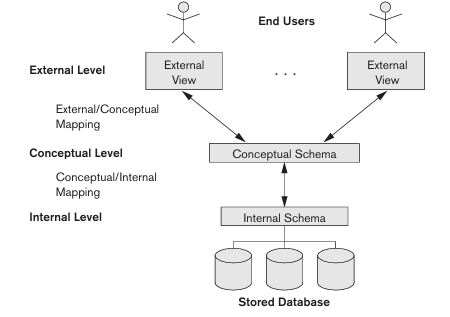 End Users
External Level
External
View
. . .
External
View
External/Conceptual
Mapping
Conceptual Level
Conceptual Schema
Conceptual/Internal
Mapping
Internal Level
Internal Schema
Stored Database